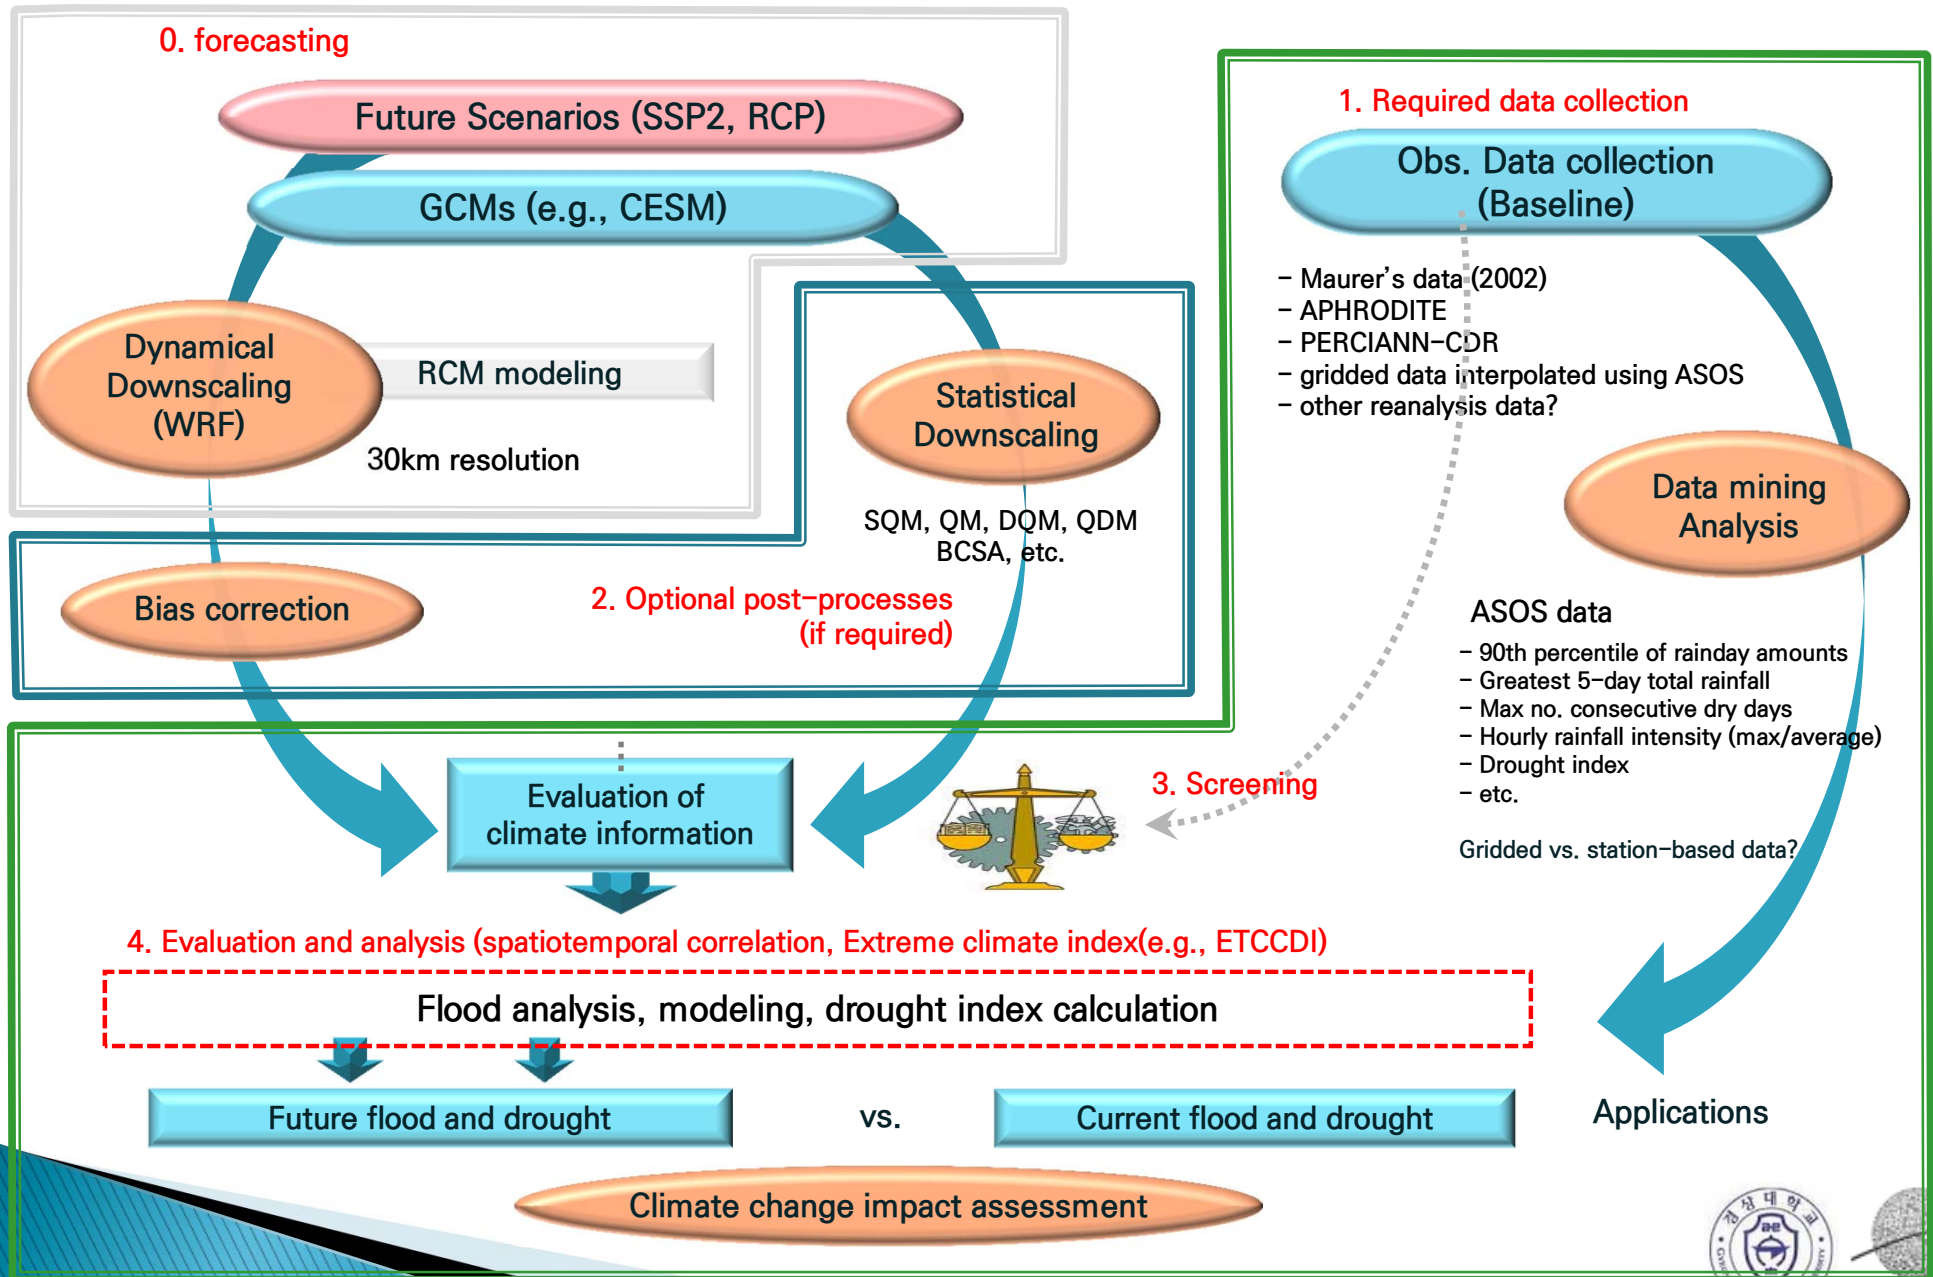 0. forecasting
Future Scenarios (SSP2, RCP)
GCMs (e.g., CESM)
Dynamical
Downscaling
(WRF)
RCM modeling
30km resolution
Statistical
Downscaling
SQM, QM, DQM, QDM
BCSA, etc.
Bias correction
2. Optional post-processes
(if required)
1. Required data collection
Obs. Data collection
(Baseline)
- Maurer's data (2002)
- APHRODITE
- PERCIANN-CDR
- gridded data interpolated using ASOS
- other reanalysis data?
Data mining
Analysis
ASOS data
- 90th percentile of rainday amounts
- Greatest 5-day total rainfall
- Max no. consecutive dry days
- Hourly rainfall intensity (max/average)
- Drought index
- etc.
Gridded vs. station-based data?
Evaluation of
climate information
3. Screening
4. Evaluation and analysis (spatiotemporal correlation, Extreme climate index(e.g., ETCCDI)
Flood analysis, modeling, drought index calculation
Future flood and drought
vs.
Current flood and drought
Applications
Climate change impact assessment
경상대학교